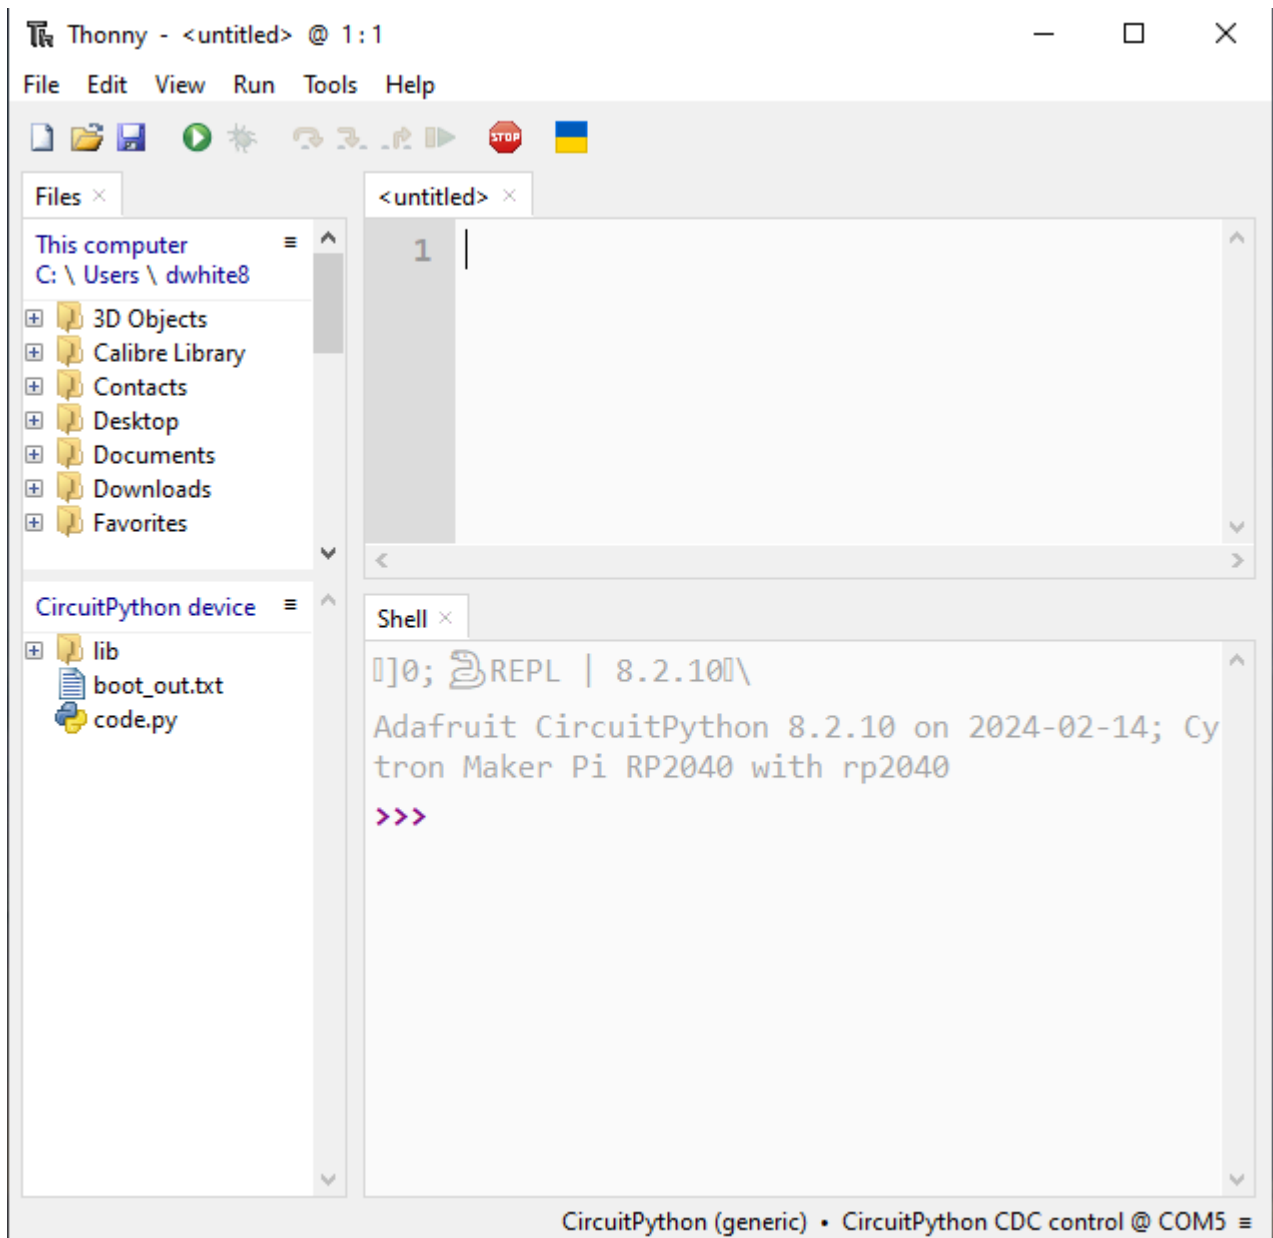 Thonny - <untitled> @ 1:1
File Edit View Run Tools Help
STOP
Files
<untitled>
This computer
C: \ Users \ dwhite8
3D Objects
Calibre Library
Contacts
Desktop
Documents
Downloads
Favorites
1
CircuitPython device
lib
boot_out.txt
code.py
Shell
]0; 🐍REPL | 8.2.10\
Adafruit CircuitPython 8.2.10 on 2024-02-14; Cy
tron Maker Pi RP2040 with rp2040
>>>
CircuitPython (generic) • CircuitPython CDC control @ COM5 ≡